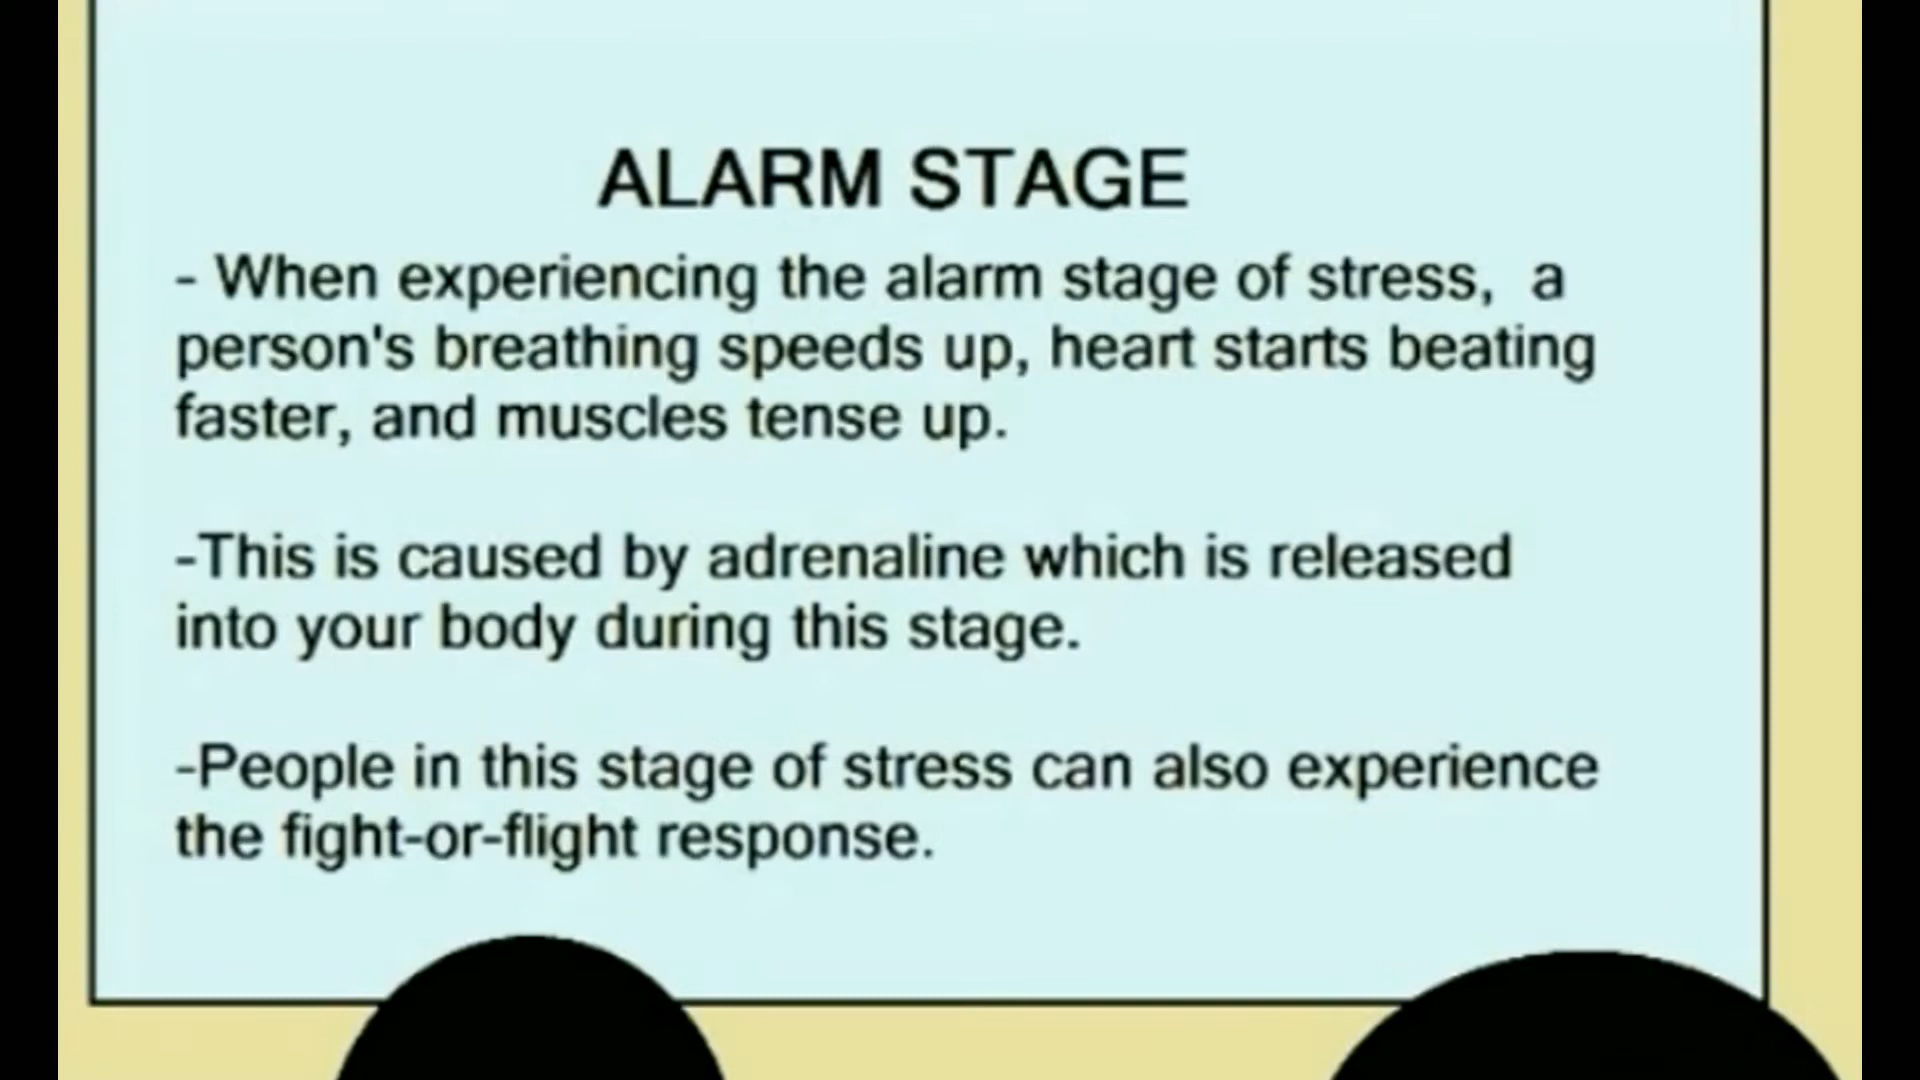 ALARM STAGE
- When experiencing the alarm stage of stress,  a
person's breathing speeds up, heart starts beating
faster, and muscles tense up.
-This is caused by adrenaline which is released
into your body during this stage.
-People in this stage of stress can also experience
the fight-or-flight response.